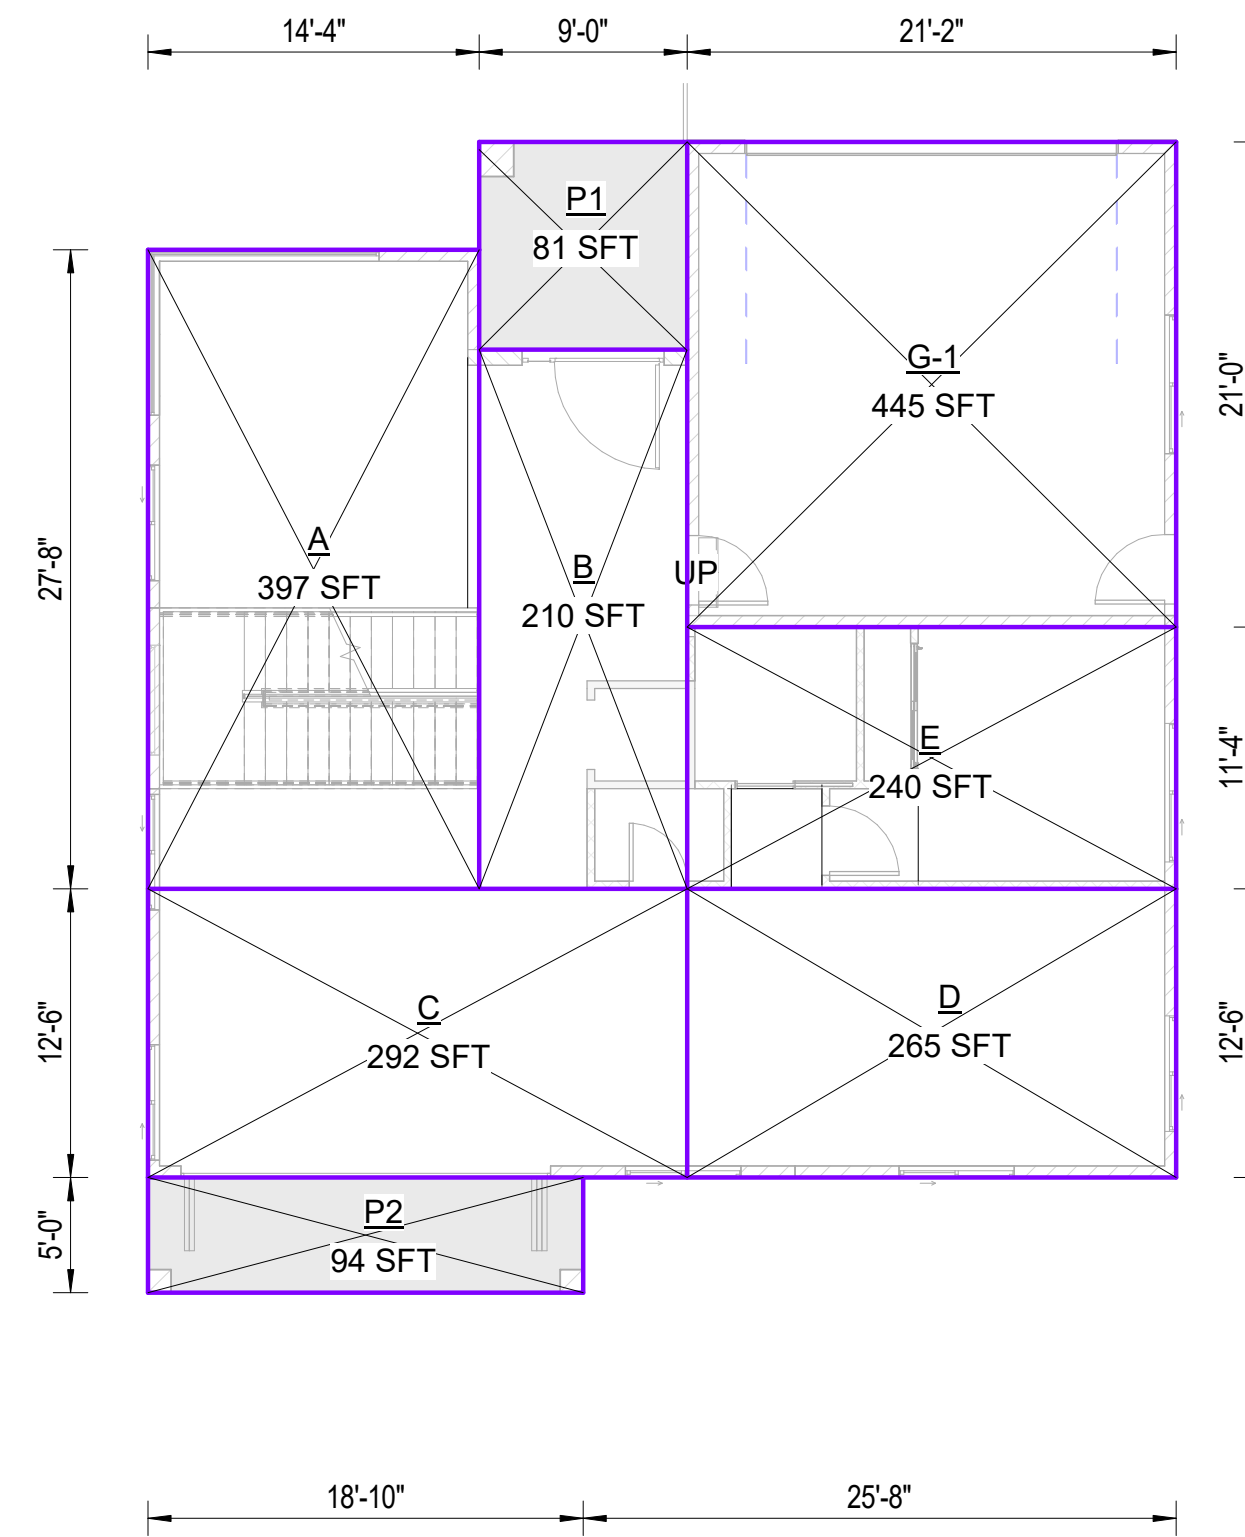 14'-4"
9'-0"
21'-2"
P1
81 SFT
G-1
445 SFT
21'-0"
A
397 SFT
27'-8"
B
210 SFT
UP
E
240 SFT
11'-4"
C
292 SFT
D
265 SFT
12'-6"
12'-6"
P2
94 SFT
5'-0"
18'-10"
25'-8"